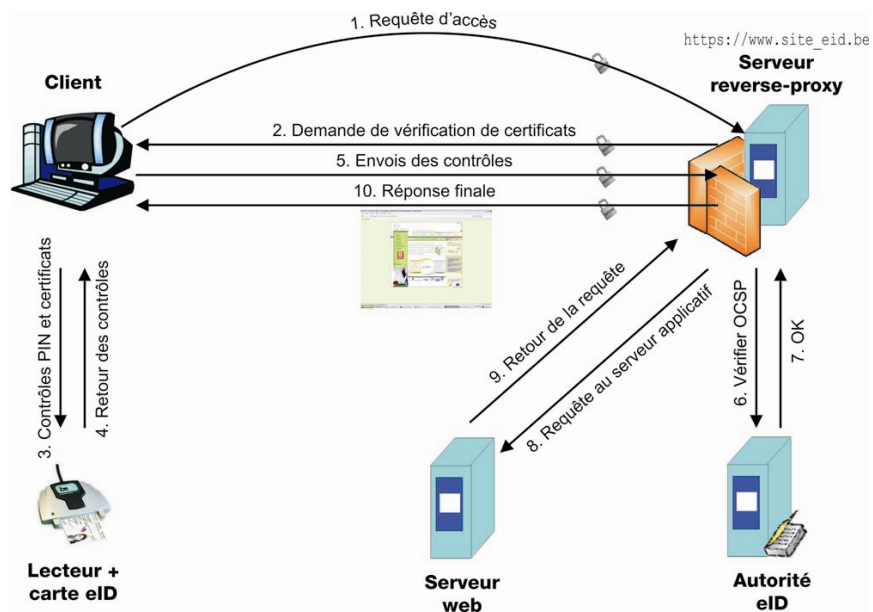 1. Requête d'accès
https://www.site_eid.be
Client
Serveur
reverse-proxy
2. Demande de vérification de certificats
5. Envois des contrôles
10. Réponse finale
3. Contrôles PIN et certificats
4. Retour des contrôles
9. Retour de la requête
8. Requête au serveur applicatif
6. Vérifier OCSP
7. OK
be
Lecteur +
carte eID
Serveur
web
Autorité
eID